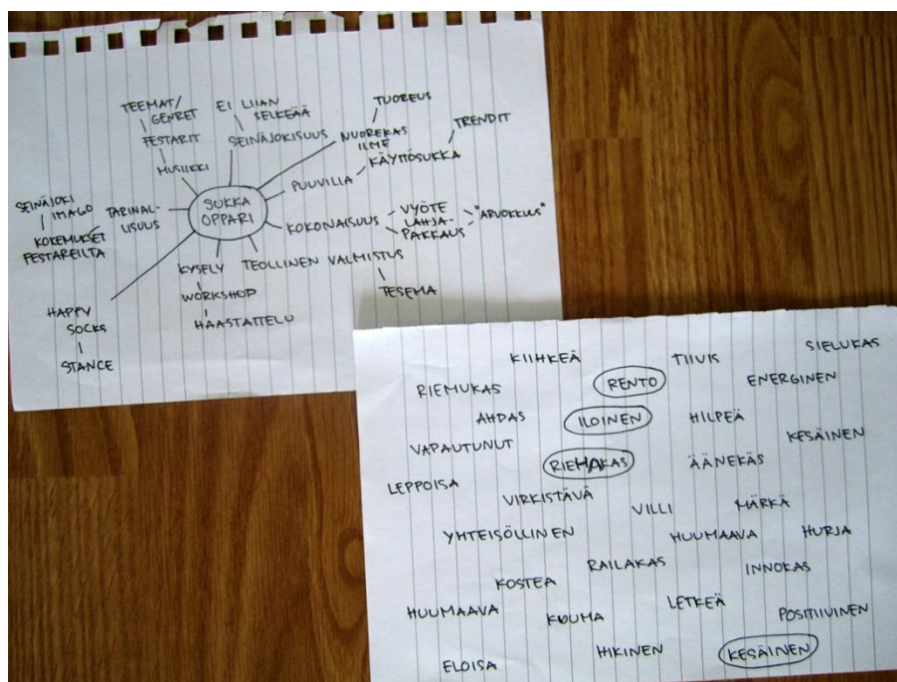 TEEMAT/
GENRET
FESTARIT
MUSIIKKI
EI LIIAN
SELKEÄÄ
SEINÄJOKISUUS
TUOREUS
NUOREKAS
ILME
TRENDIT
KÄYTTÖSUKKA
PUUVILLA
SUKKA
OPPARI
SEINÄJOKI
IMAGO
TARINAL-
LISUUS
KOKEMUKSET
FESTAREILTA
KOKONAISUUS
VYÖTE
LAHJA-
PAKKAUS
"ARVOKKUUS"
KYSELY
WORKSHOP
HAASTATTELU
TEOLLINEN VALMISTUS
TESEMA
HAPPY
SOCKS
STANCE
KIIHKEÄ TIIVIS SIELUKAS
RIEMUKAS RENTO ENERGINEN
AHDAS ILOINEN HILPEÄ
VAPAUTUNUT RIEHAKAS ÄÄNEKÄS KESÄINEN
LEPPOISA VIRKISTÄVÄ VILLI MÄRKÄ
YHTEISÖLLINEN HUUMAAVA HURJA
KOSTEA RAILAKAS INNOKAS
HUUMAAVA KUUMA LETKEÄ POSITIIVINEN
ELOISA HIKINEN KESÄINEN